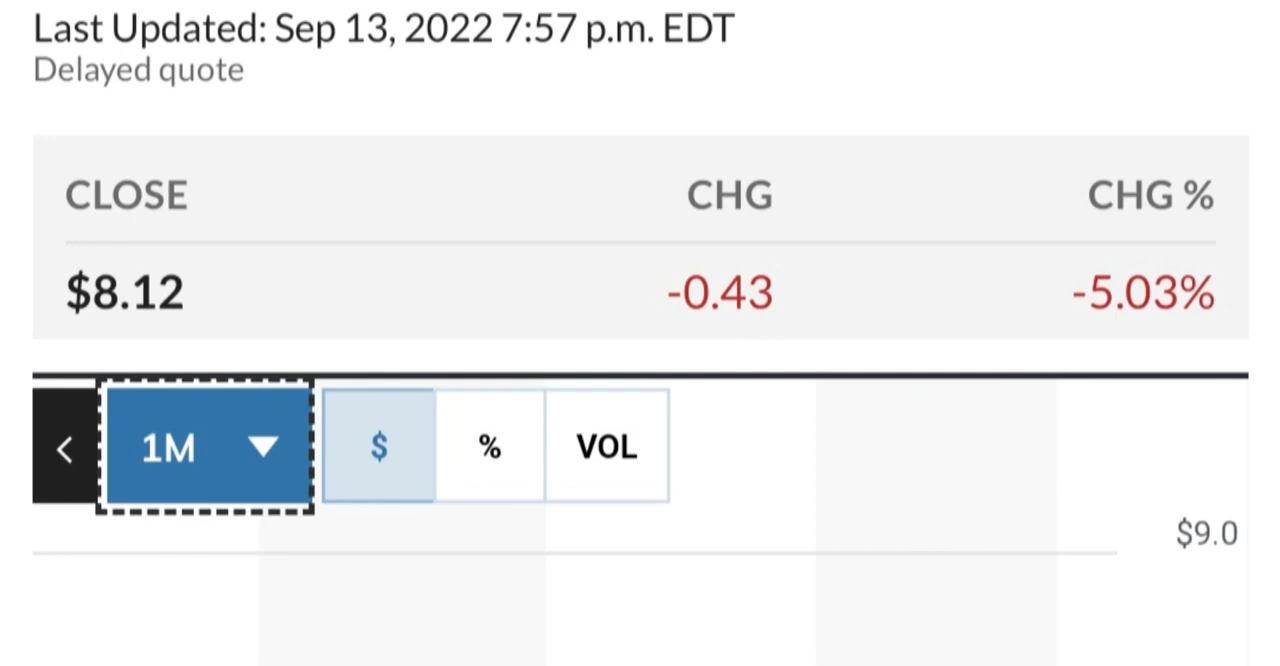 Last Updated: Sep 13, 2022 7:57 p.m. EDT
Delayed quote
CLOSE CHG CHG %
$8.12 -0.43 -5.03%
1M $ % VOL
$9.0